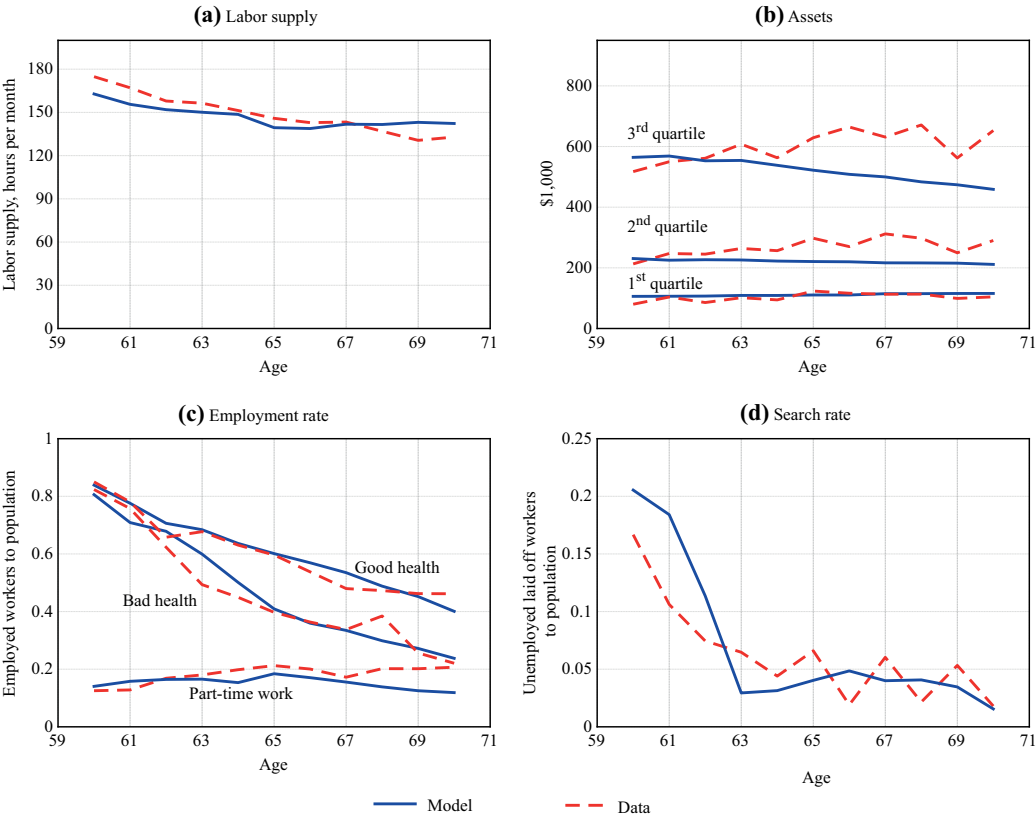 (a) Labor supply
Labor supply, hours per month
180
150
120
90
60
30
0
59 61 63 65 67 69 71
Age
(b) Assets
$1,000
800
600
400
200
0
3rd quartile
2nd quartile
1st quartile
59 61 63 65 67 69 71
Age
(c) Employment rate
Employed workers to population
1
0.8
0.6
0.4
0.2
0
Good health
Bad health
Part-time work
59 61 63 65 67 69 71
Age
(d) Search rate
Unemployed laid off workers
to population
0.25
0.2
0.15
0.1
0.05
0
59 61 63 65 67 69 71
Age
Model Data